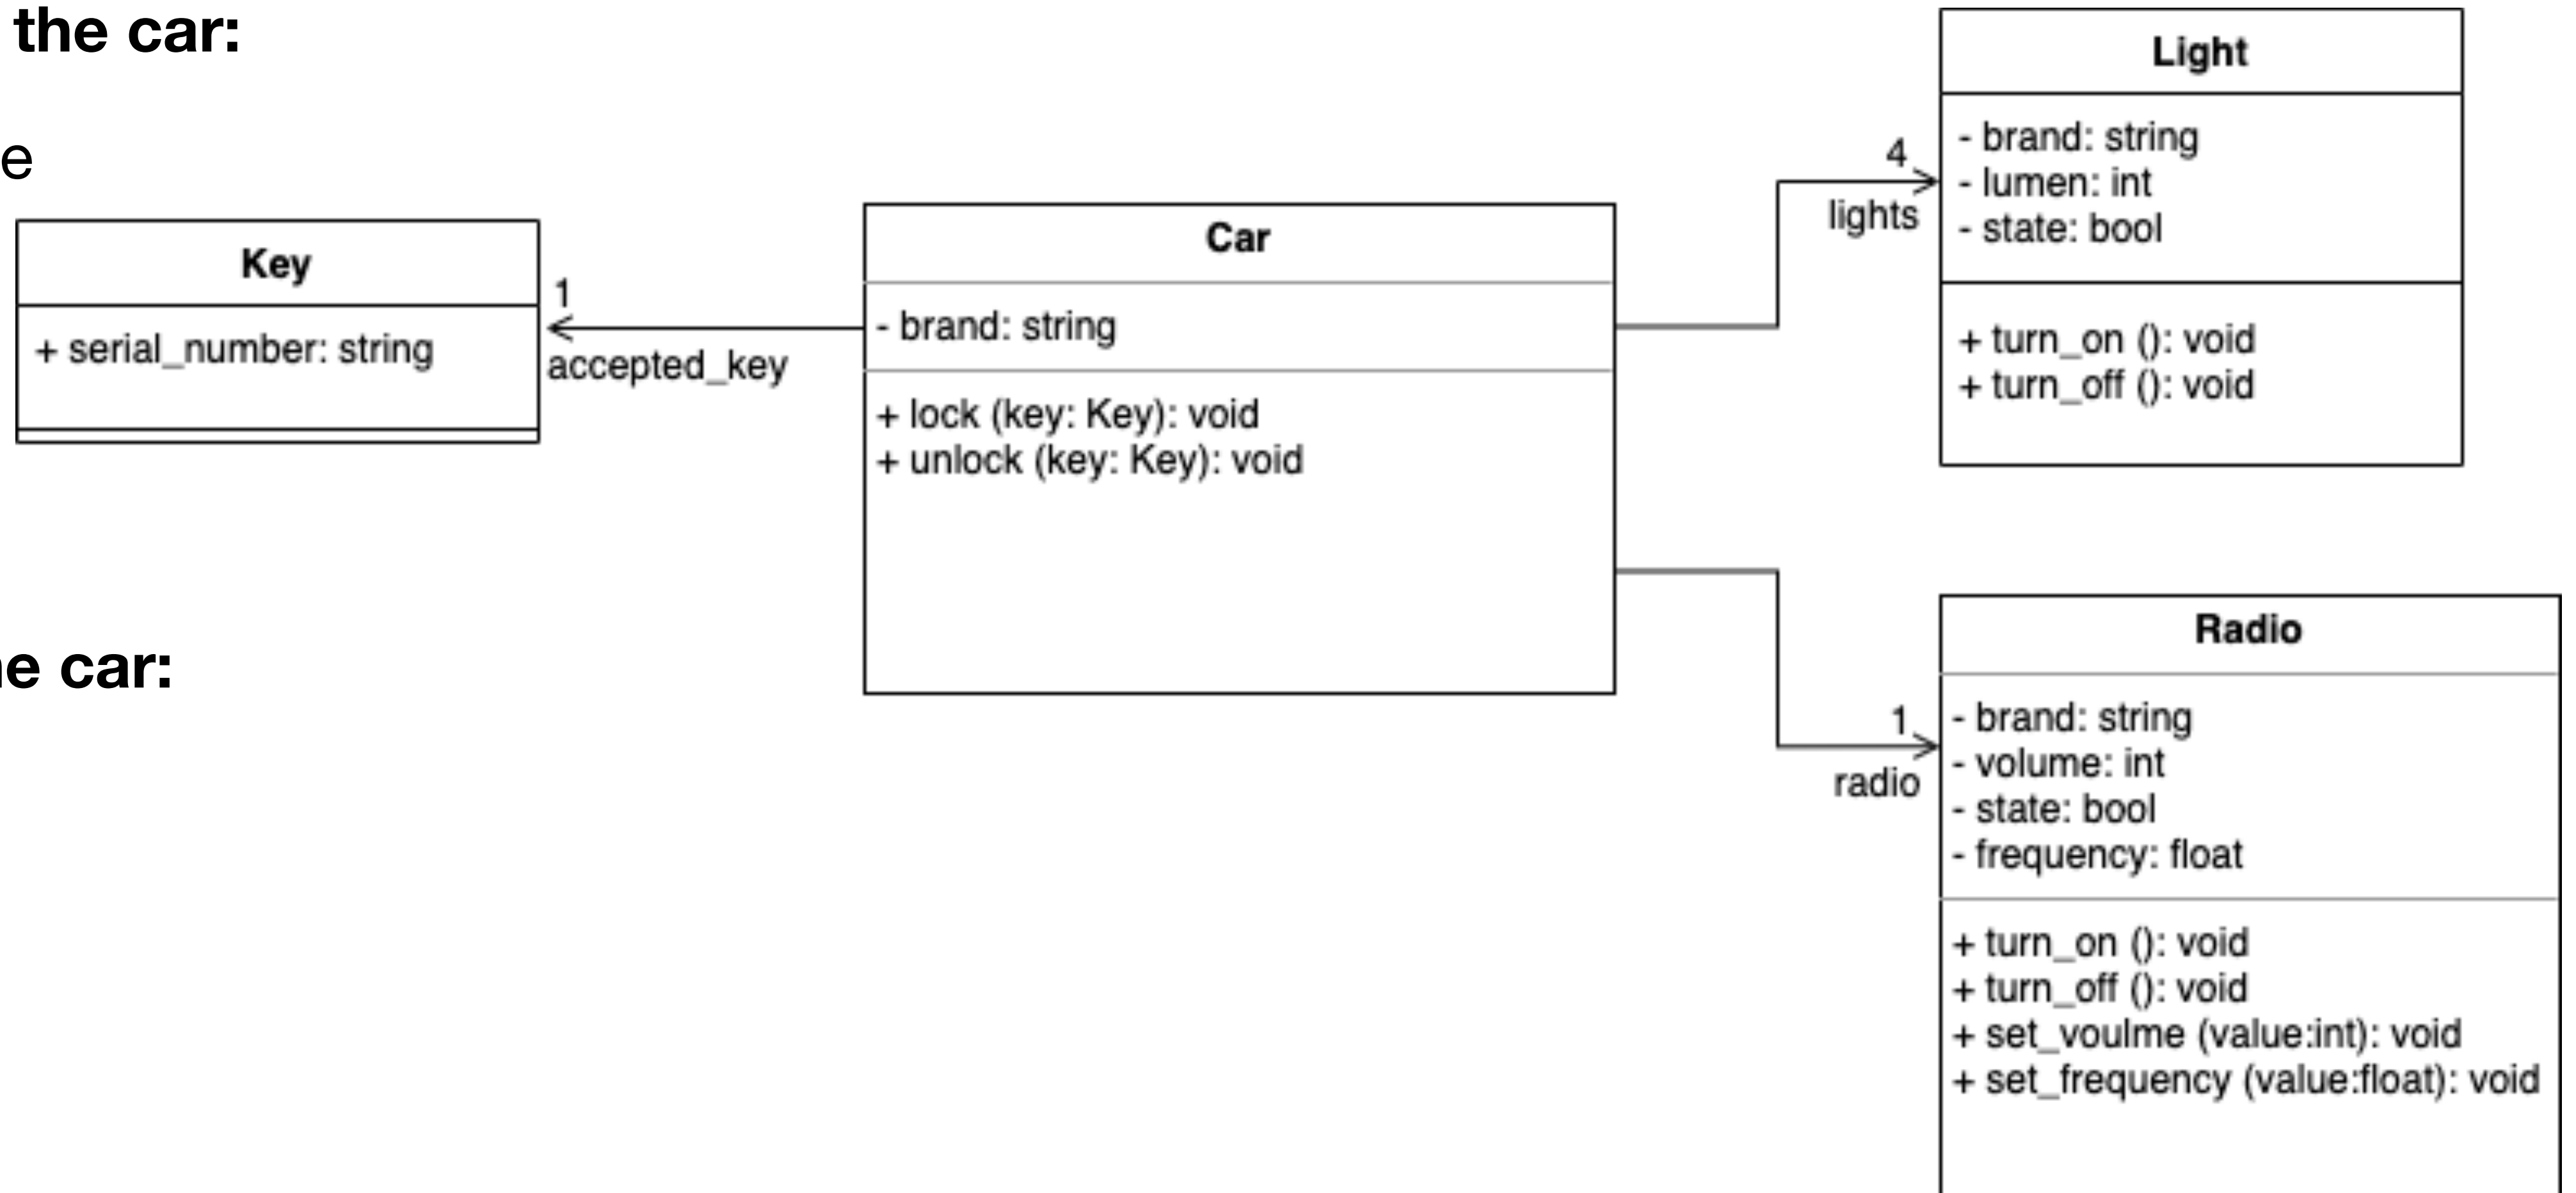 the car:
e
Key
+ serial_number: string
1
accepted_key
Car
- brand: string
+ lock (key: Key): void
+ unlock (key: Key): void
4
lights
Light
- brand: string
- lumen: int
- state: bool
+ turn_on (): void
+ turn_off (): void
e car:
1
radio
Radio
- brand: string
- volume: int
- state: bool
- frequency: float
+ turn_on (): void
+ turn_off (): void
+ set_voulme (value:int): void
+ set_frequency (value:float): void